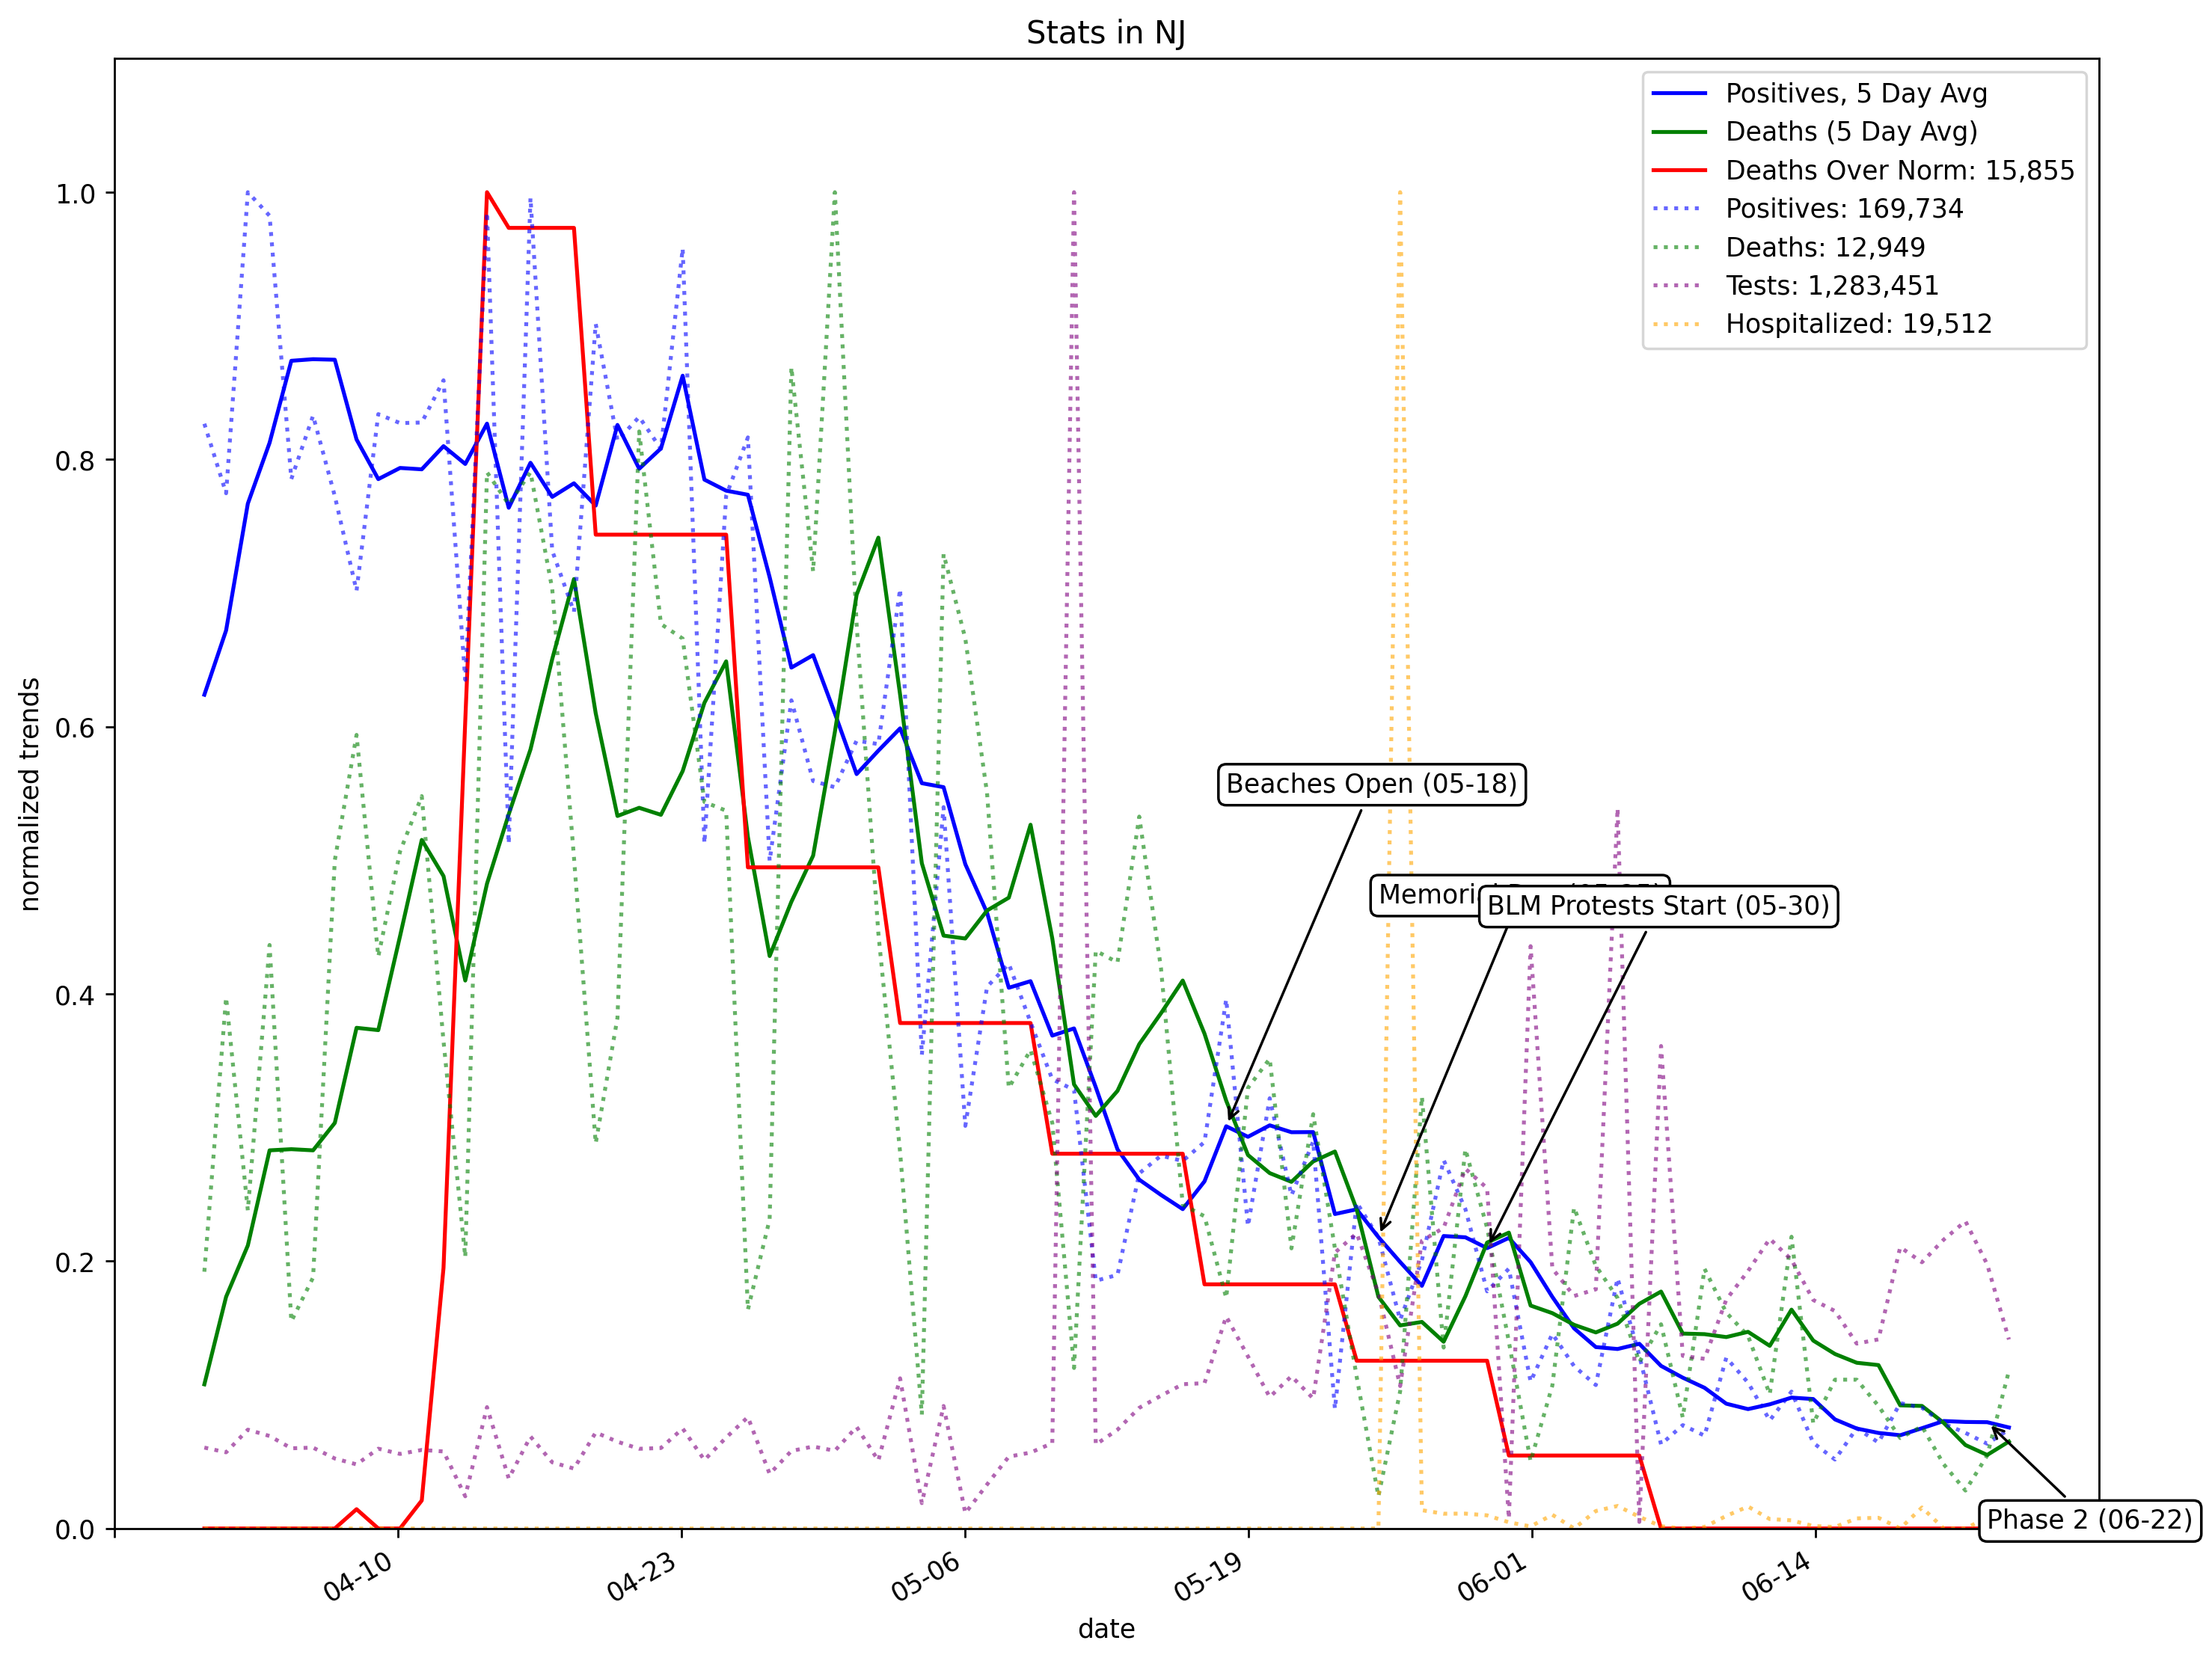 Stats in NJ
Positives, 5 Day Avg
Deaths (5 Day Avg)
Deaths Over Norm: 15,855
Positives: 169,734
Deaths: 12,949
Tests: 1,283,451
Hospitalized: 19,512
normalized trends
1.0
0.8
0.6
0.4
0.2
0.0
Beaches Open (05-18)
BLM Protests Start (05-30)
Phase 2 (06-22)
04-10
04-23
05-06
05-19
06-01
06-14
date